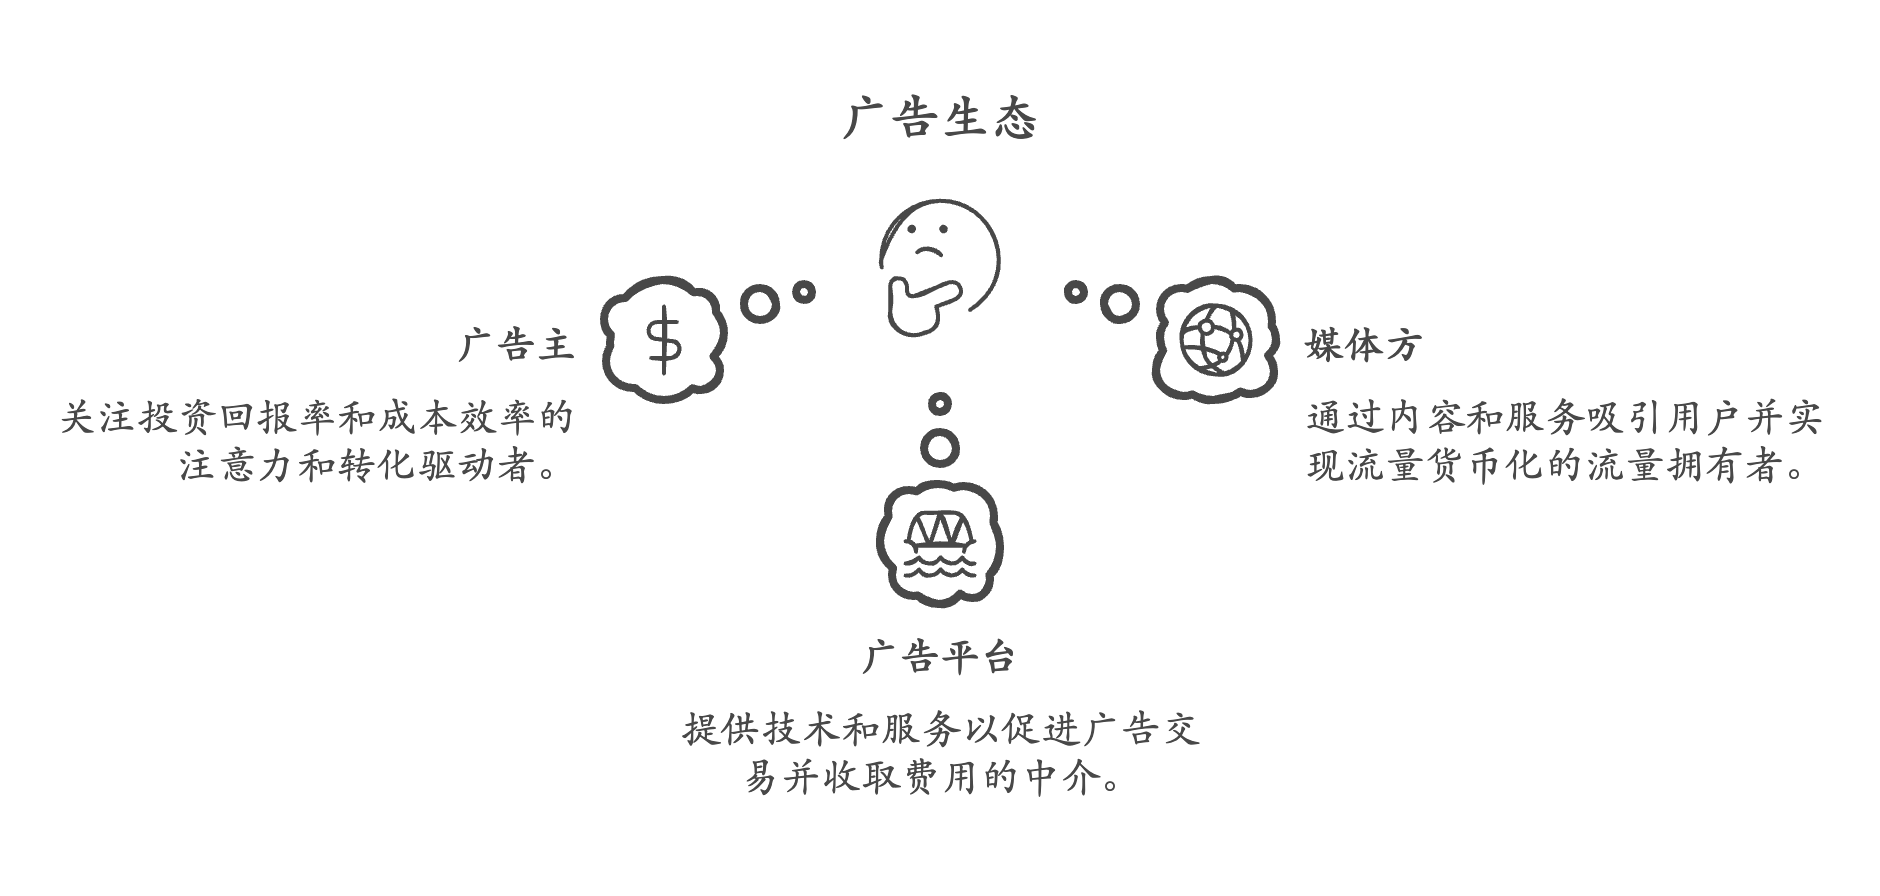 广告生态
广告主
关注投资回报率和成本效率的
注意力和转化驱动者。
媒体方
通过内容和服务吸引用户并实
现流量货币化的流量拥有者。
广告平台
提供技术和服务以促进广告交
易并收取费用的中介。